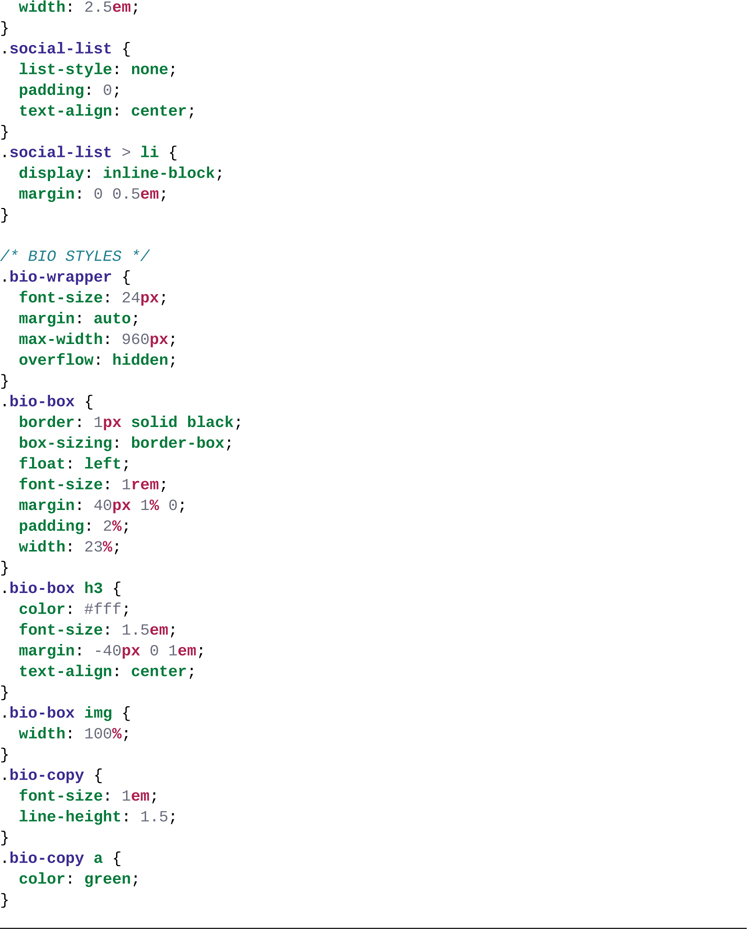 width: 2.5em;
}
.social-list {
  list-style: none;
  padding: 0;
  text-align: center;
}
.social-list > li {
  display: inline-block;
  margin: 0 0.5em;
}

/* BIO STYLES */
.bio-wrapper {
  font-size: 24px;
  margin: auto;
  max-width: 960px;
  overflow: hidden;
}
.bio-box {
  border: 1px solid black;
  box-sizing: border-box;
  float: left;
  font-size: 1rem;
  margin: 40px 1% 0;
  padding: 2%;
  width: 23%;
}
.bio-box h3 {
  color: #fff;
  font-size: 1.5em;
  margin: -40px 0 1em;
  text-align: center;
}
.bio-box img {
  width: 100%;
}
.bio-copy {
  font-size: 1em;
  line-height: 1.5;
}
.bio-copy a {
  color: green;
}